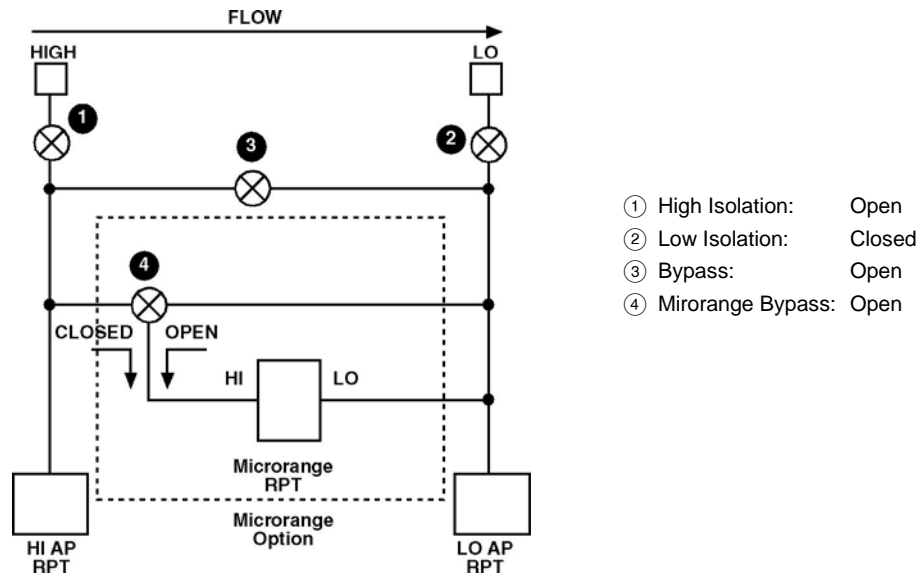 FLOW
HIGH
LO
1
2
3
4
CLOSED
OPEN
HI
LO
Microrange
RPT
Microrange
Option
HI AP
RPT
LO AP
RPT
1 High Isolation: Open
2 Low Isolation: Closed
3 Bypass: Open
4 Mirorange Bypass: Open